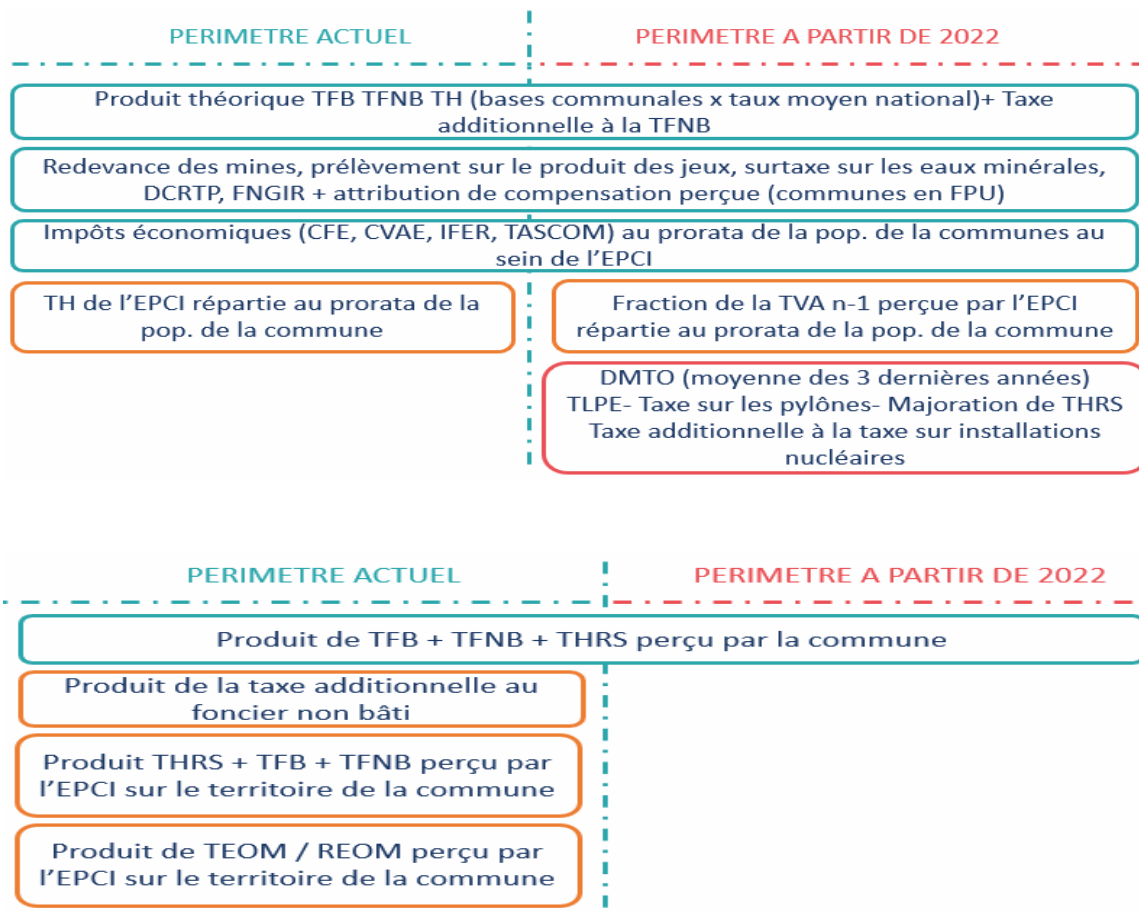 PERIMETRE ACTUEL
PERIMETRE A PARTIR DE 2022
Produit théorique TFB TFNB TH (bases communales x taux moyen national)+ Taxe
additionnelle à la TFNB
Redevance des mines, prélèvement sur le produit des jeux, surtaxe sur les eaux minérales,
DCRTP, FNGIR + attribution de compensation perçue (communes en FPU)
Impôts économiques (CFE, CVAE, IFER, TASCOM) au prorata de la pop. de la communes au
sein de l'EPCI
TH de l'EPCI répartie au prorata de la
pop. de la commune
Fraction de la TVA n-1 perçue par l'EPCI
répartie au prorata de la pop. de la commune
DMTO (moyenne des 3 dernières années)
TLPE- Taxe sur les pylônes- Majoration de THRS
Taxe additionnelle à la taxe sur installations
nucléaires
PERIMETRE ACTUEL
PERIMETRE A PARTIR DE 2022
Produit de TFB + TFNB + THRS perçu par la commune
Produit de la taxe additionnelle au
foncier non bâti
Produit THRS + TFB + TFNB perçu par
l'EPCI sur le territoire de la commune
Produit de TEOM / REOM perçu par
l'EPCI sur le territoire de la commune